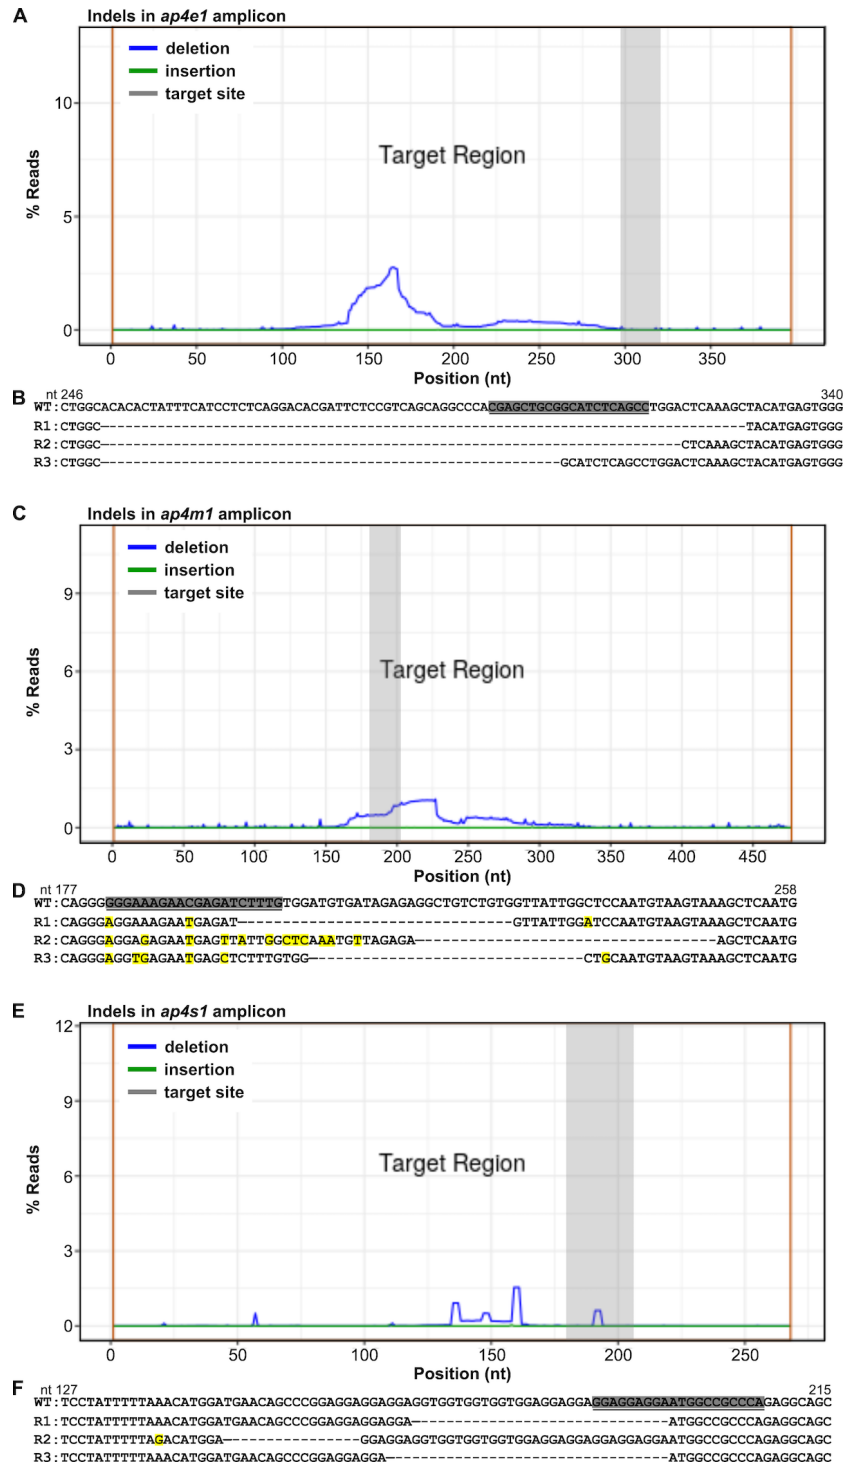 A
Indels in ap4e1 amplicon
deletion
insertion
target site
Target Region
% Reads
10
5
0
0 50 100 150 200 250 300 350
Position (nt)
B
nt 246 340
WT:CTGGCACACACTATTTCATCCTCTCAGGACACGATTCTCCGTCAGCAGGCCCACGAGCTGCGGCATCTCAGCCTGGACTCAAAGCTACATGAGTGGG
R1:CTGGC--------------------------------------------------------------------------------TACATGAGTGGG
R2:CTGGC------------------------------------------------------------------------CTCAAAGCTACATGAGTGGG
R3:CTGGC---------------------------------------------------------GCATCTCAGCCTGGACTCAAAGCTACATGAGTGGG
C
Indels in ap4m1 amplicon
deletion
insertion
target site
Target Region
% Reads
9
6
3
0
0 50 100 150 200 250 300 350 400 450
Position (nt)
D
nt 177 258
WT:CAGGGGGGAAAGAACGAGATCTTTGTGGATGTGATAGAGAGGCTGTCTGTGGTTATTGGCTCCAATGTAAGTAAAGCTCAATG
R1:CAGGGAGGAAAGAATGAGAT----------------------------------GTTATTGGATCCAATGTAAGTAAAGCTCAATG
R2:CAGGGAGGAGAGAATGAGTTATTGGCTCAAATGTTAGAGA-------------------------------------AGCTCAATG
R3:CAGGGAGGTGAGAATGAGCTCTTTGTGG----------------------------------CTGCAATGTAAGTAAAGCTCAATG
E
Indels in ap4s1 amplicon
deletion
insertion
target site
Target Region
% Reads
12
9
6
3
0
0 50 100 150 200 250
Position (nt)
F
nt 127 215
WT:TCCTATTTTTAAACATGGATGAACAGCCCGGAGGAGGAGGAGGTGGTGGTGGTGGAGGAGGAGGAGGAGGAATGGCCGCCCAGAGGCAGC
R1:TCCTATTTTTAAACATGGATGAACAGCCCGGAGGAGGAGGA------------------------------ATGGCCGCCCAGAGGCAGC
R2:TCCTATTTTTAGACATGGA----------------GGAGGAGGTGGTGGTGGTGGAGGAGGAGGAGGAGGAATGGCCGCCCAGAGGCAGC
R3:TCCTATTTTTAAACATGGATGAACAGCCCGGAGGAGGA---------------------------------ATGGCCGCCCAGAGGCAGC